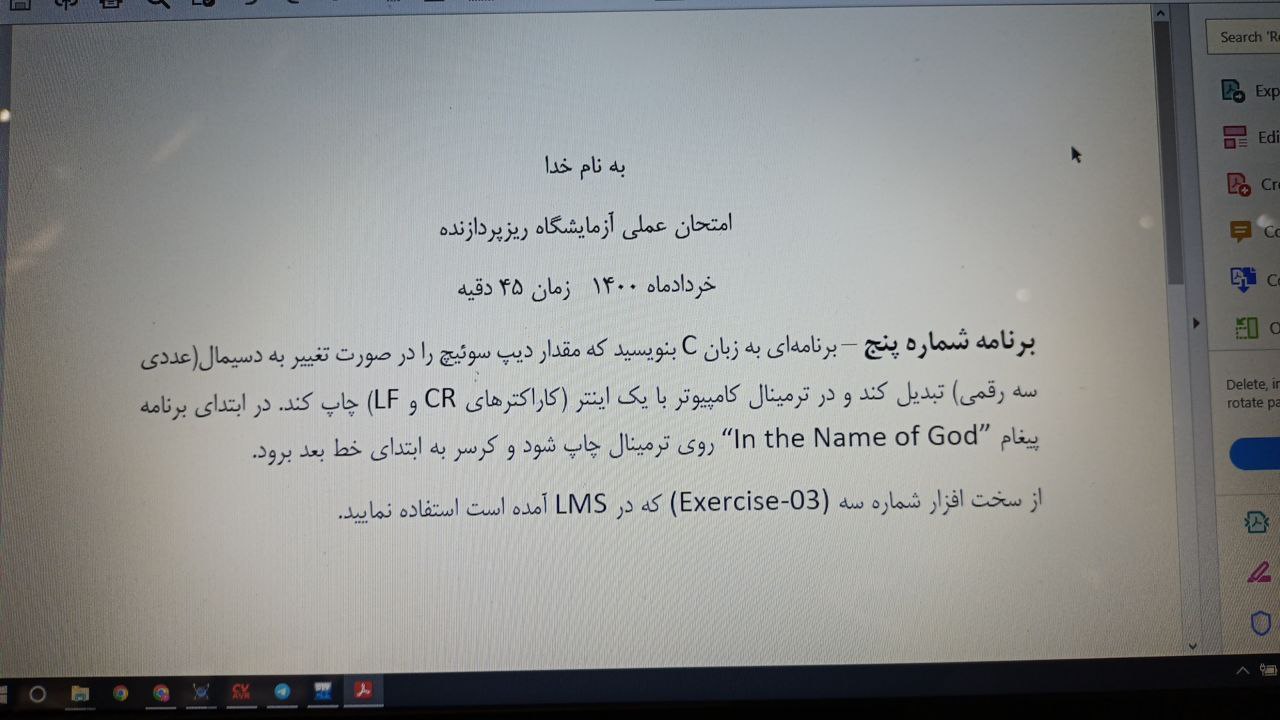 به نام خدا
امتحان عملی آزمایشگاه ریزپردازنده
خردادماه ۱۴۰۰ زمان ۴۵ دقیقه
برنامه شماره پنج – برنامه‌ای به زبان C بنویسید که مقدار دیپ سوئیچ را در صورت تغییر به دسیمال(عددی
سه رقمی) تبدیل کند و در ترمینال کامپیوتر با یک اینتر (کاراکترهای CR و LF) چاپ کند. در ابتدای برنامه
پیغام “In the Name of God” روی ترمینال چاپ شود و کرسر به ابتدای خط بعد برود.
از سخت افزار شماره سه (Exercise-03) که در LMS آمده است استفاده نمایید.
Search 'R
Exp
Edi
Cr
Co
C
O
Delete, in
rotate pa
CV
AVR